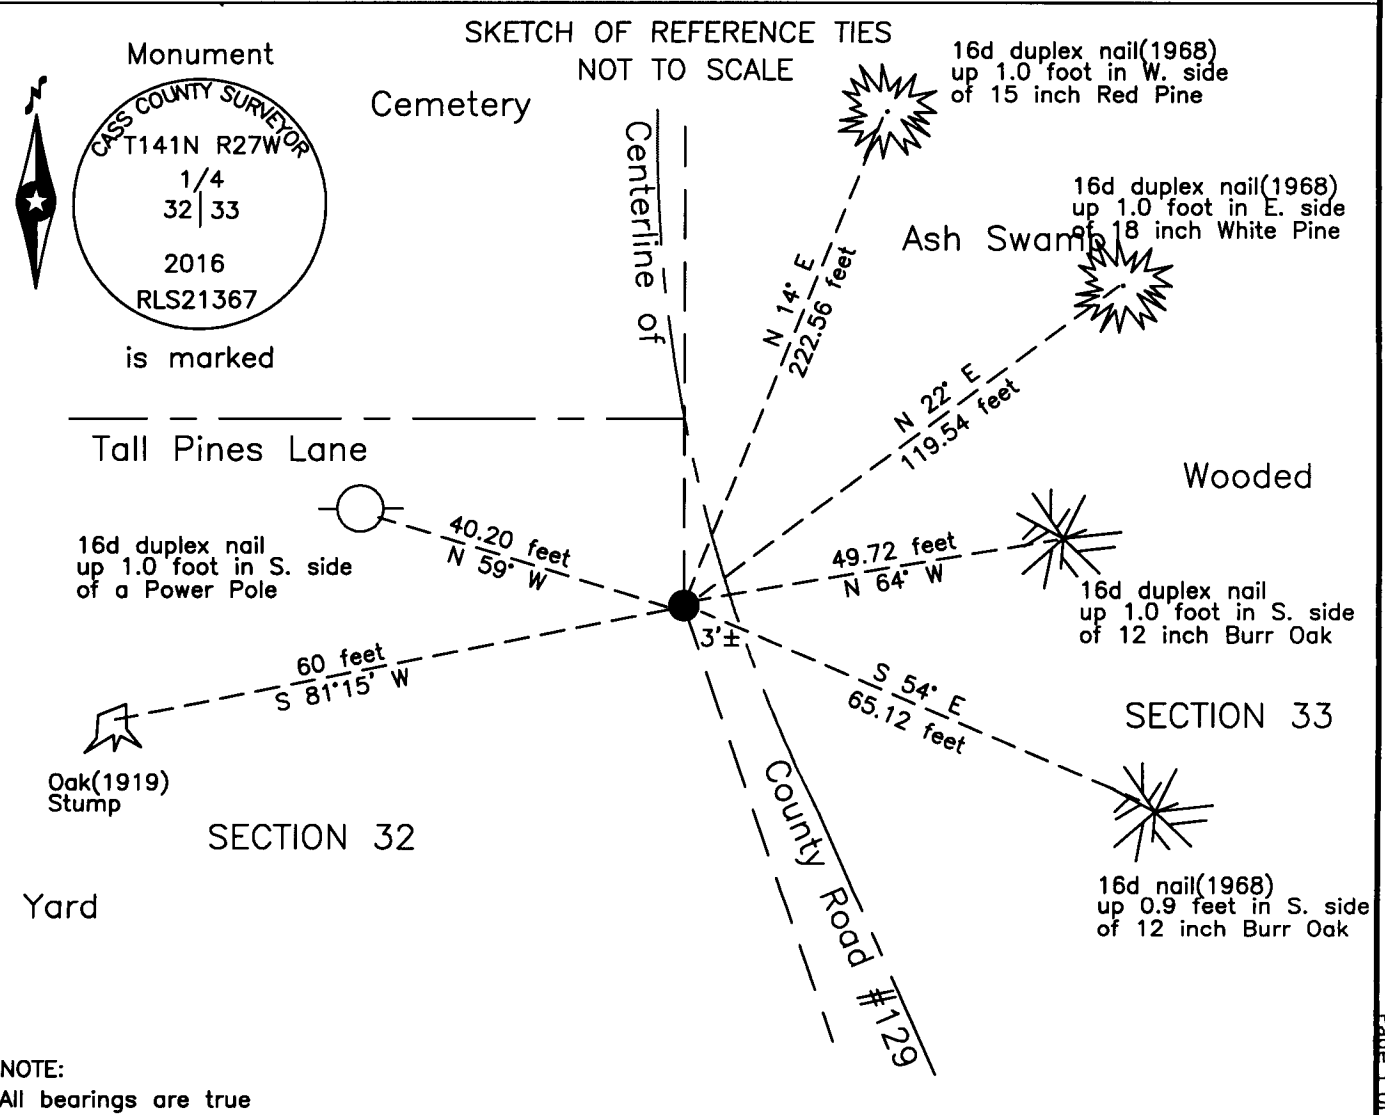 SKETCH OF REFERENCE TIES
NOT TO SCALE
Monument
CASS COUNTY SURVEYOR
T141N R27W
1/4
32 | 33
2016
RLS21367
is marked
N
Cemetery
Centerline of
16d duplex nail(1968)
up 1.0 foot in W. side
of 15 inch Red Pine
16d duplex nail(1968)
up 1.0 foot in E. side
of 18 inch White Pine
Ash Swamp
N 14° E
222.56 feet
N 22° E
119.54 feet
Tall Pines Lane
Wooded
16d duplex nail
up 1.0 foot in S. side
of a Power Pole
40.20 feet
N 59° W
49.72 feet
N 64° W
16d duplex nail
up 1.0 foot in S. side
of 12 inch Burr Oak
3'±
60 feet
S 81°15' W
S 54° E
65.12 feet
SECTION 33
Oak(1919)
Stump
SECTION 32
County Road #129
16d nail(1968)
up 0.9 feet in S. side
of 12 inch Burr Oak
Yard
NOTE:
All bearings are true